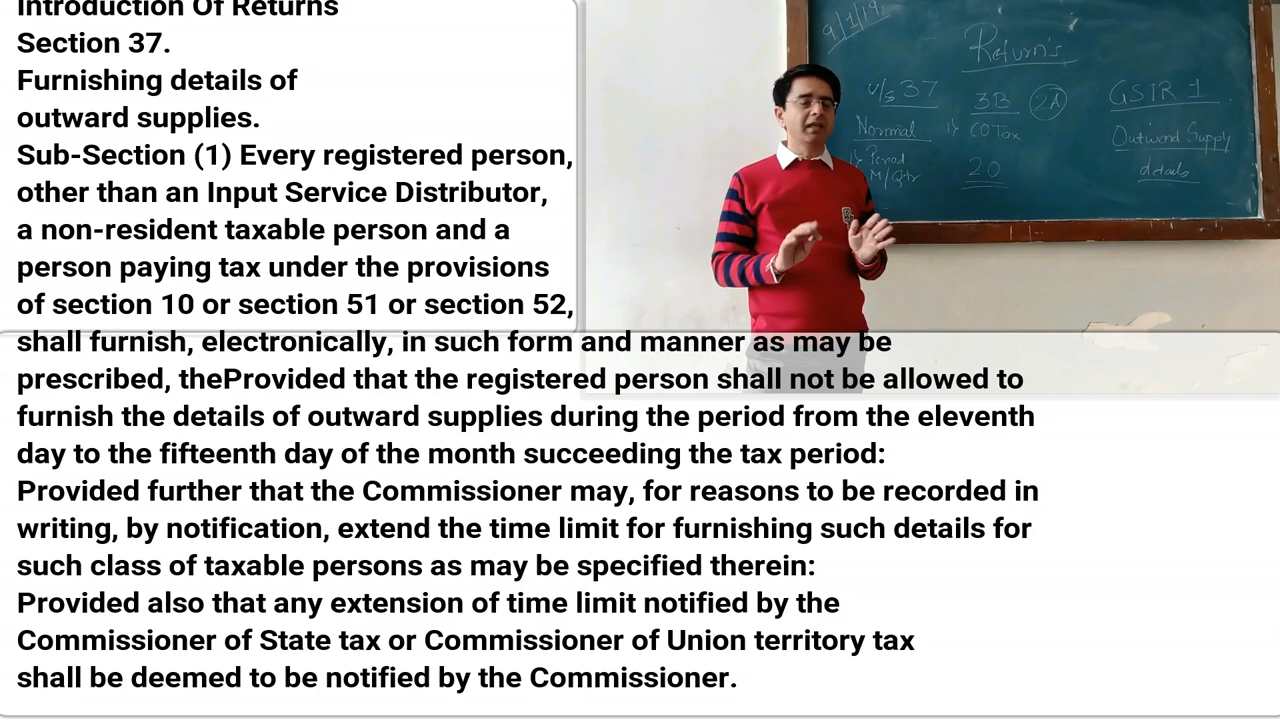 Introduction Of Returns
Section 37.
Furnishing details of
outward supplies.
Sub-Section (1) Every registered person,
other than an Input Service Distributor,
a non-resident taxable person and a
person paying tax under the provisions
of section 10 or section 51 or section 52,
shall furnish, electronically, in such form and manner as may be
prescribed, theProvided that the registered person shall not be allowed to
furnish the details of outward supplies during the period from the eleventh
day to the fifteenth day of the month succeeding the tax period:
Provided further that the Commissioner may, for reasons to be recorded in
writing, by notification, extend the time limit for furnishing such details for
such class of taxable persons as may be specified therein:
Provided also that any extension of time limit notified by the
Commissioner of State tax or Commissioner of Union territory tax
shall be deemed to be notified by the Commissioner.
9/1/19
Return's
u/s 37
Normal
Period
M/Qtr
3B
2A
CO Tax
20
GSTR 1
Outword Supply
details